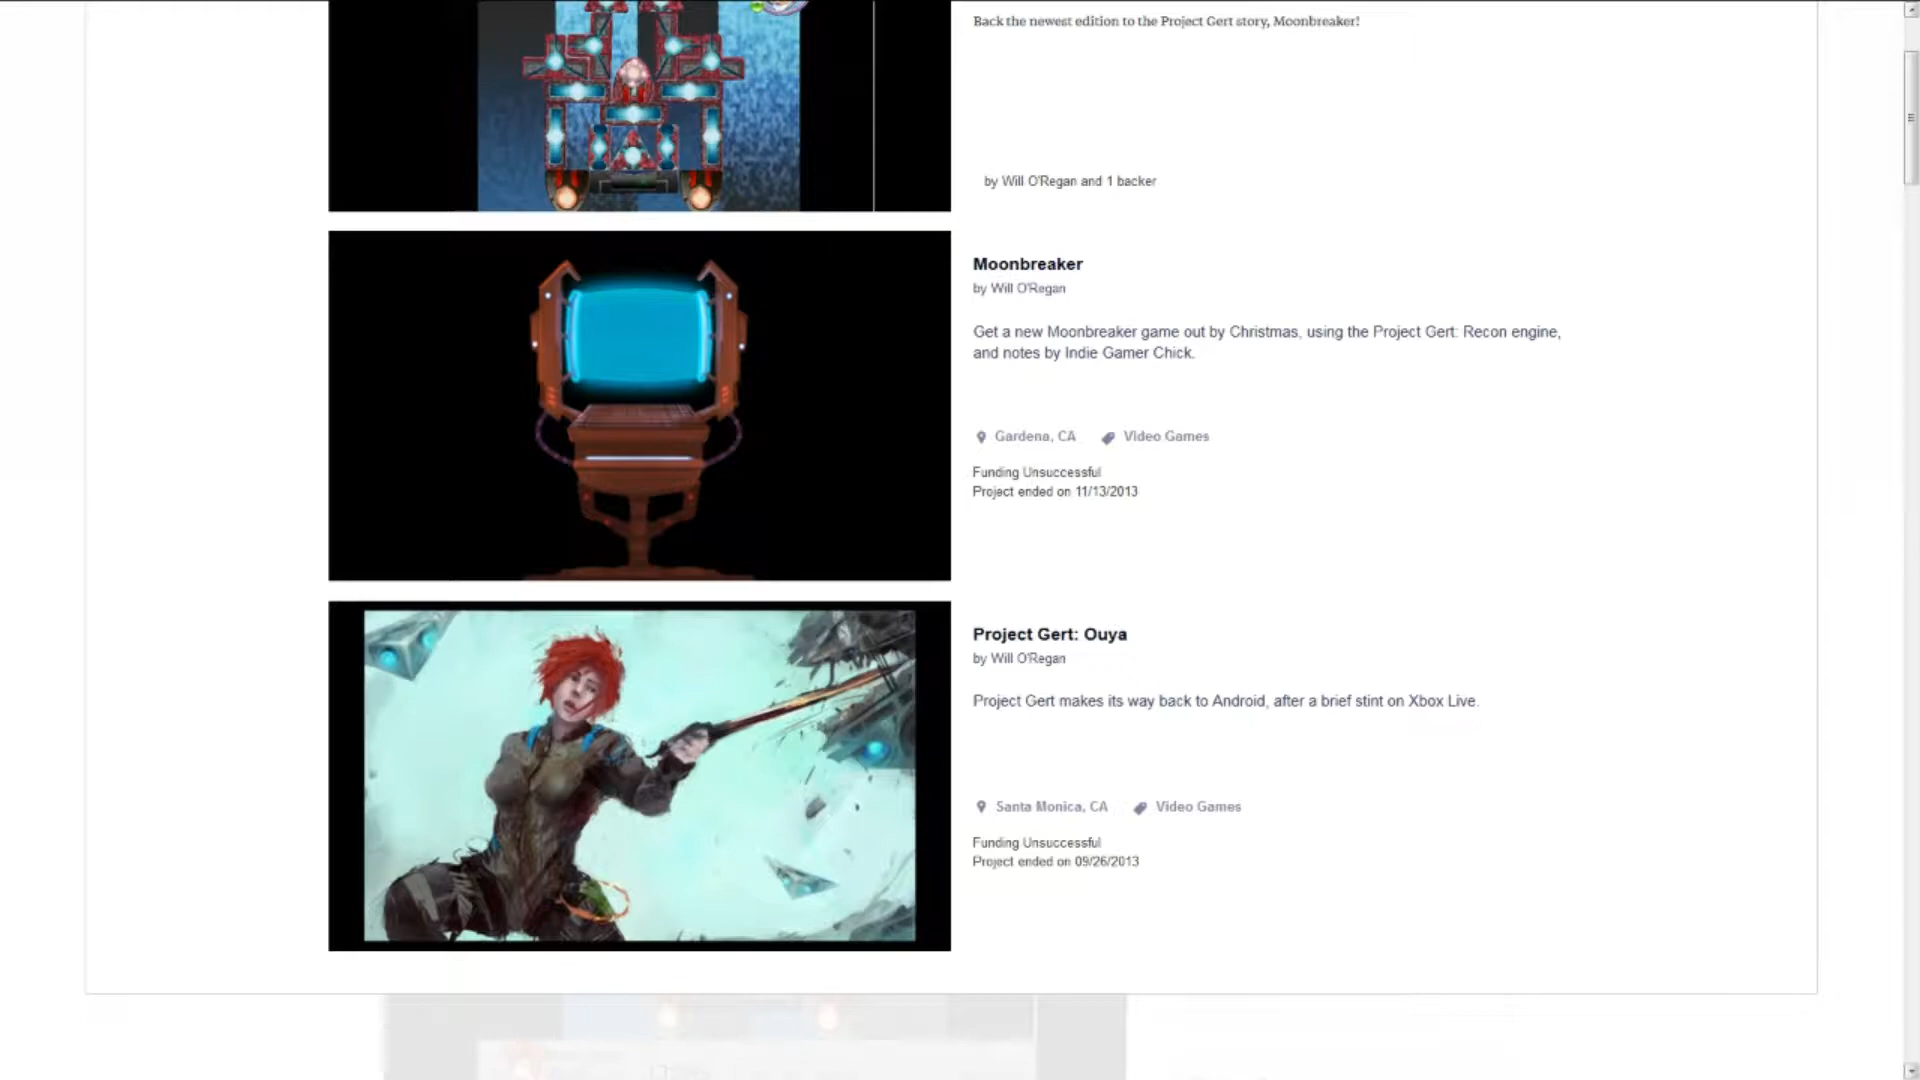 Back the newest edition to the Project Gert story, Moonbreaker!
by Will O'Regan and 1 backer
Moonbreaker
by Will O'Regan
Get a new Moonbreaker game out by Christmas, using the Project Gert: Recon engine,
and notes by Indie Gamer Chick.
Gardena, CA Video Games
Funding Unsuccessful
Project ended on 11/13/2013
Project Gert: Ouya
by Will O'Regan
Project Gert makes its way back to Android, after a brief stint on Xbox Live.
Santa Monica, CA Video Games
Funding Unsuccessful
Project ended on 09/26/2013